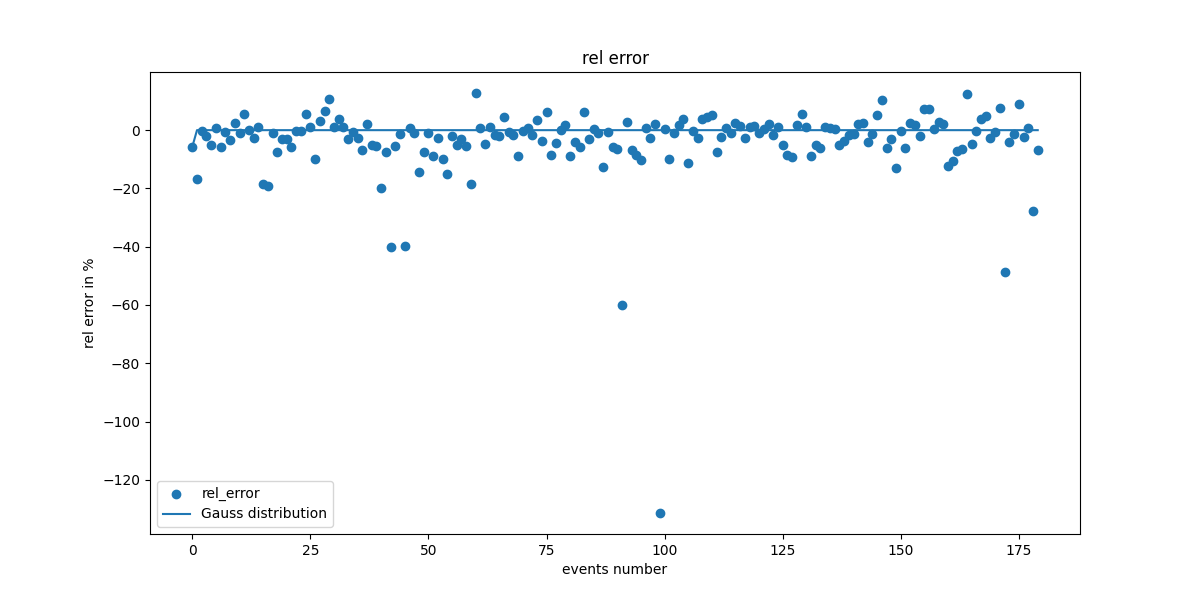 rel error
rel error in %
0
−20
−40
−60
−80
−100
−120
rel_error
Gauss distribution
0 25 50 75 100 125 150 175
events number